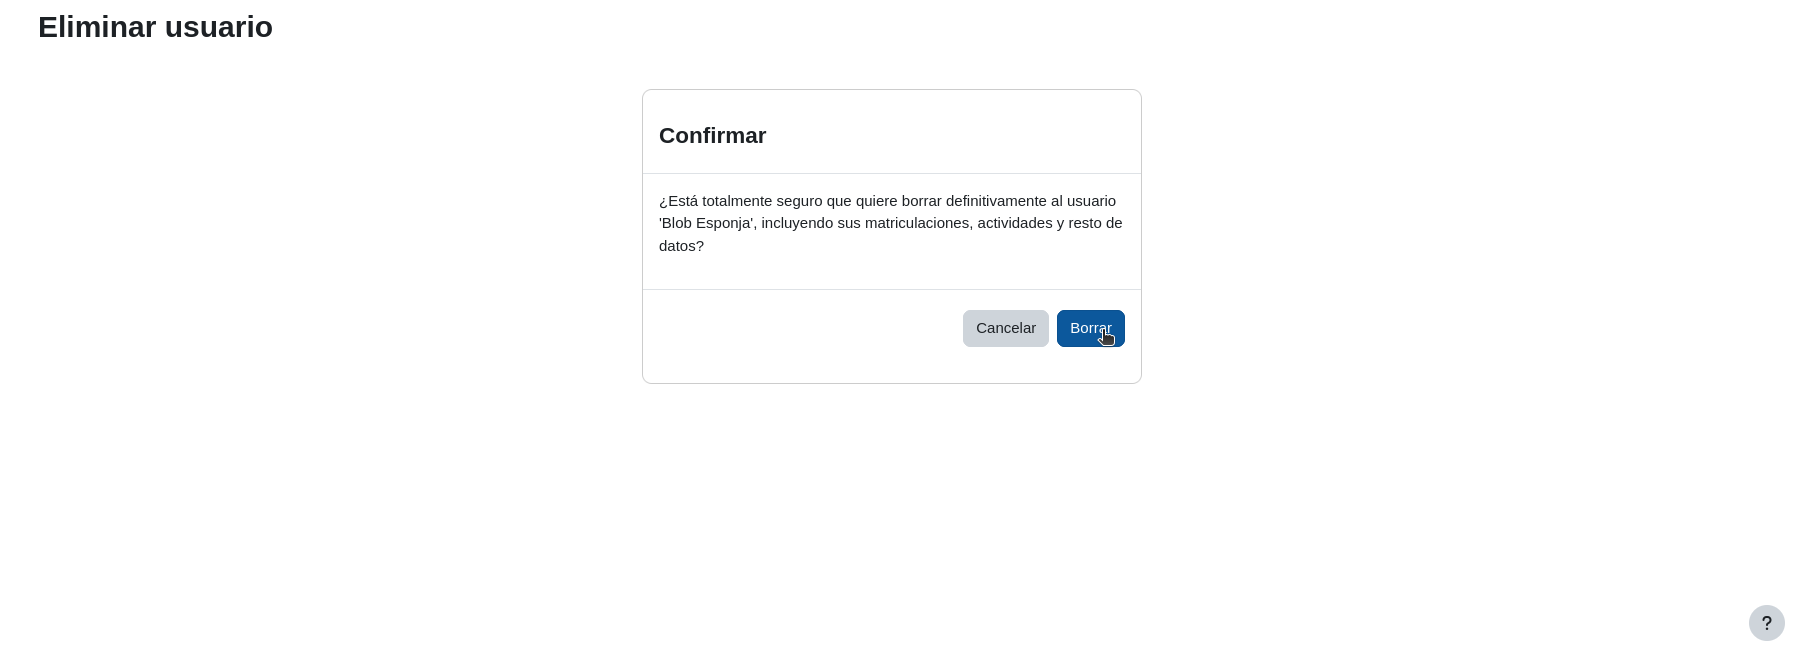 Eliminar usuario
Confirmar
¿Está totalmente seguro que quiere borrar definitivamente al usuario
'Blob Esponja', incluyendo sus matriculaciones, actividades y resto de
datos?
Cancelar
Borrar
?